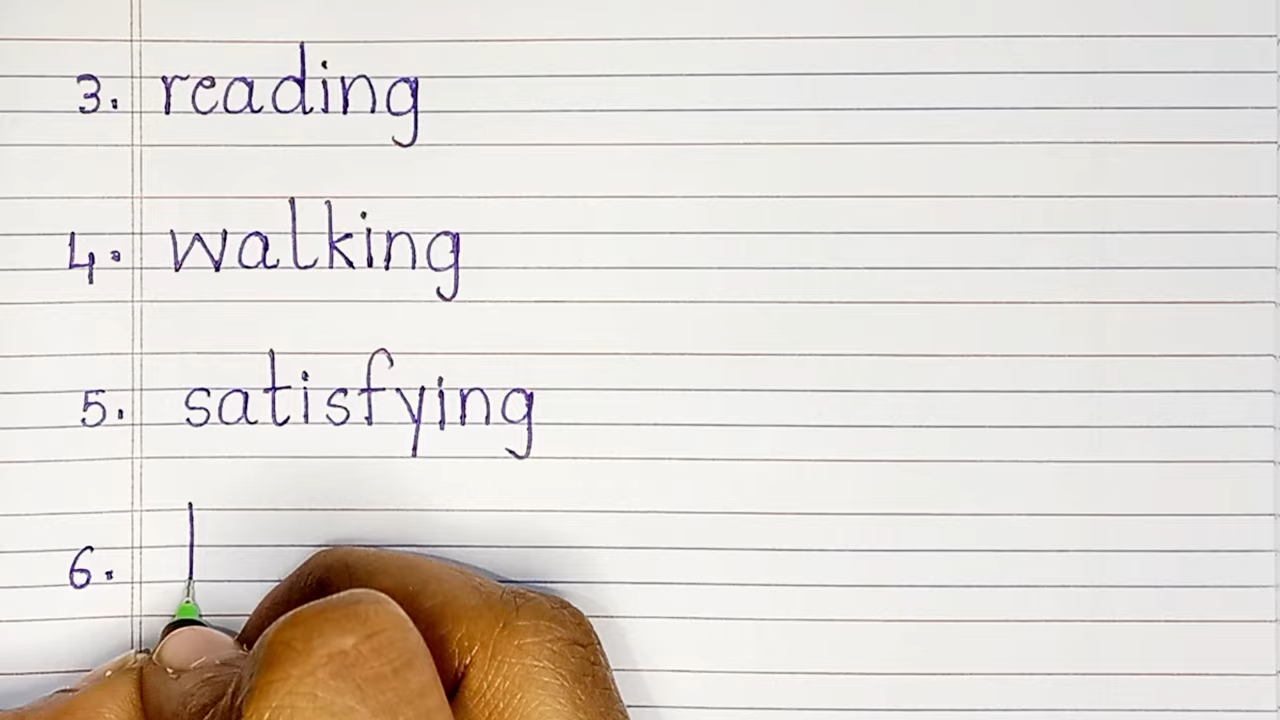 3. reading
4. walking
5. satisfying
6.